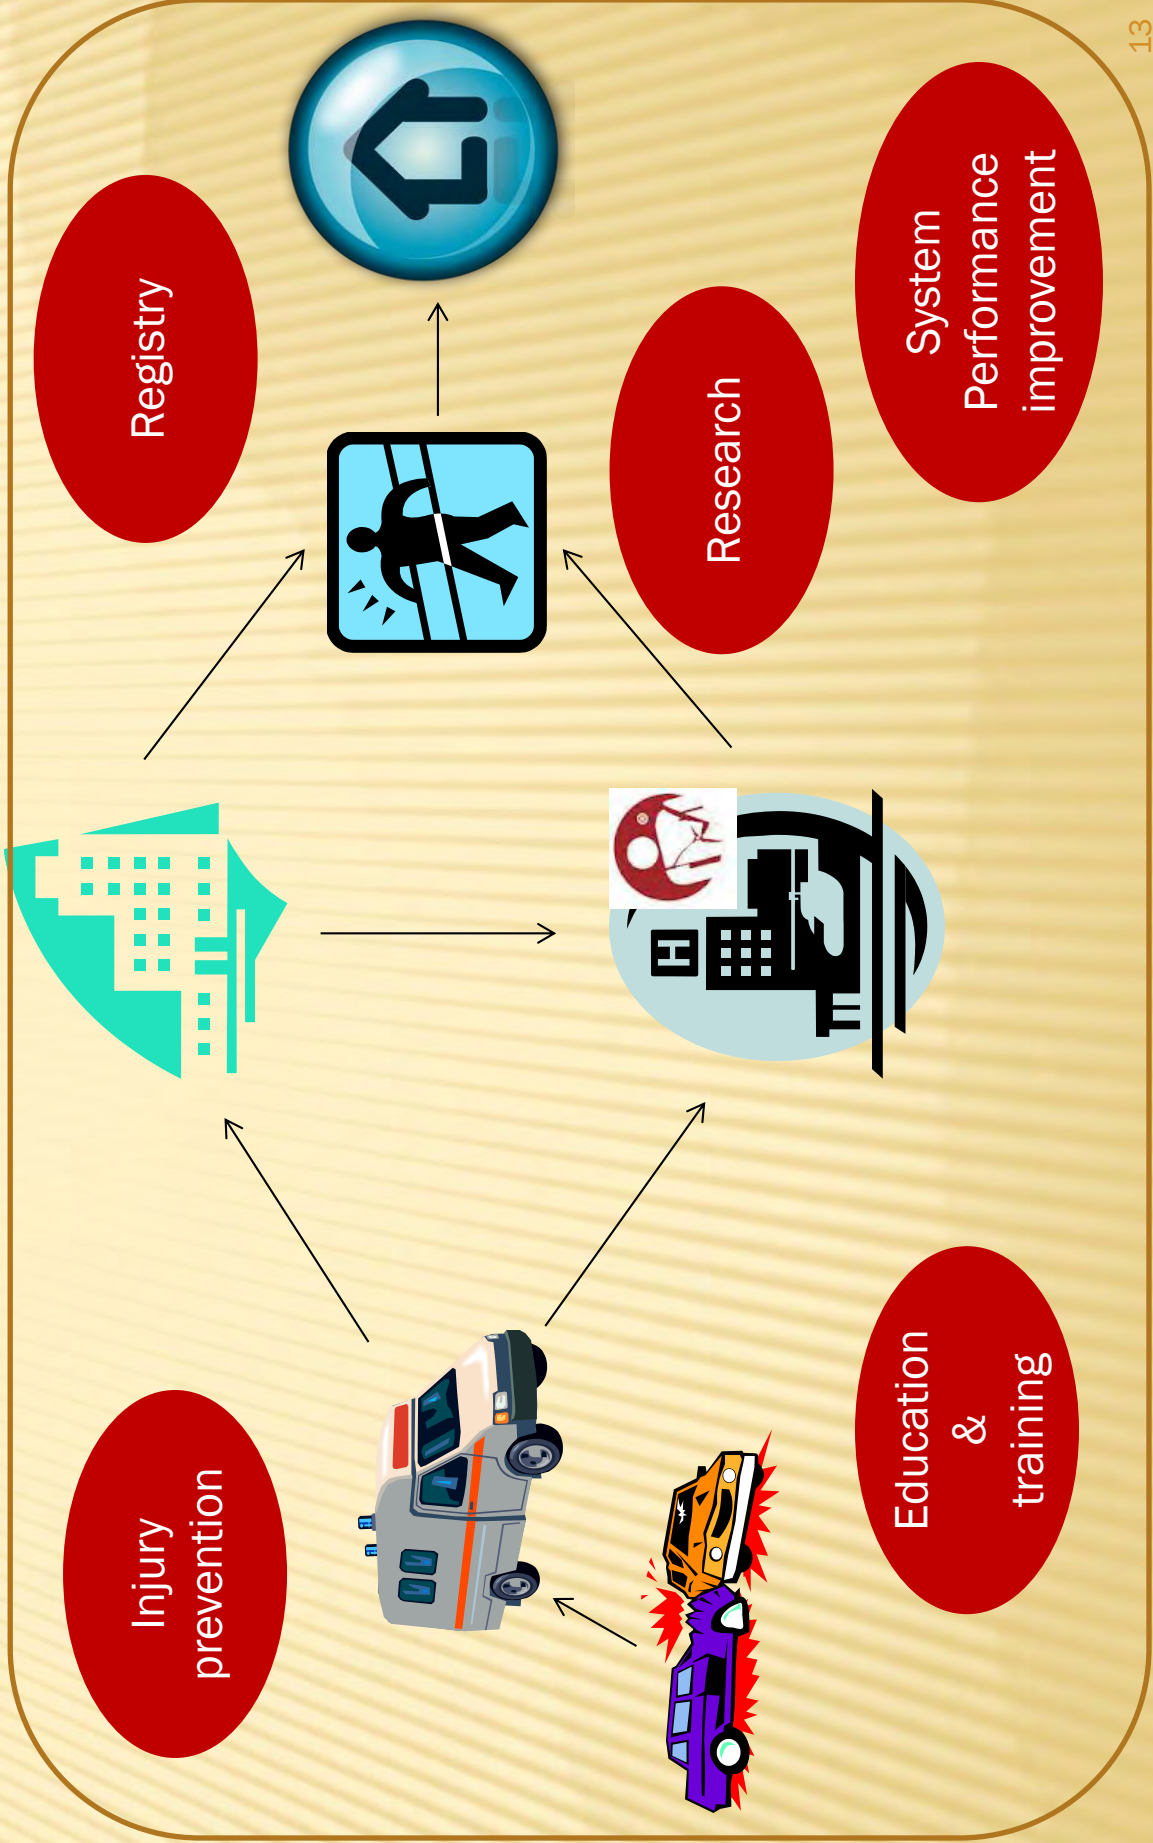 Injury
prevention
Registry
Research
H
Education
&
training
System
Performance
improvement
13